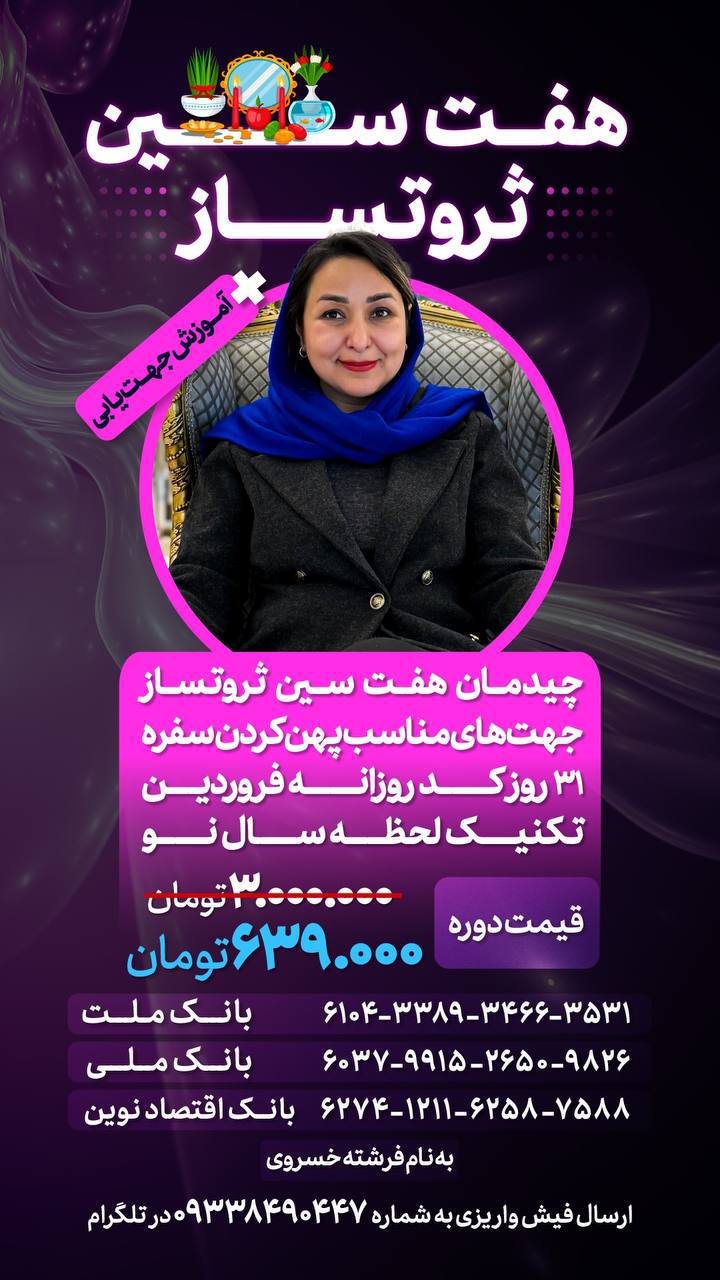 هفت سین
ثروتساز
آموزش جهت‌یابی
چیدمان هفت سین ثروتساز
جهت‌های مناسب پهن کردن سفره
۳۱ روز کد روزانه فروردین
تکنیک لحظه سال نو
قیمت دوره
۳.۰۰۰.۰۰۰ تومان
۶۳۹.۰۰۰ تومان
۶۱۰۴-۳۳۸۹-۳۴۶۶-۳۵۳۱ بانک ملت
۶۰۳۷-۹۹۱۵-۲۶۵۰-۹۸۲۶ بانک ملی
۶۲۷۴-۱۲۱۱-۶۲۵۸-۷۵۸۸ بانک اقتصاد نوین
به نام فرشته خسروی
ارسال فیش واریزی به شماره ۰۹۳۳۸۴۹۰۴۴۷ در تلگرام